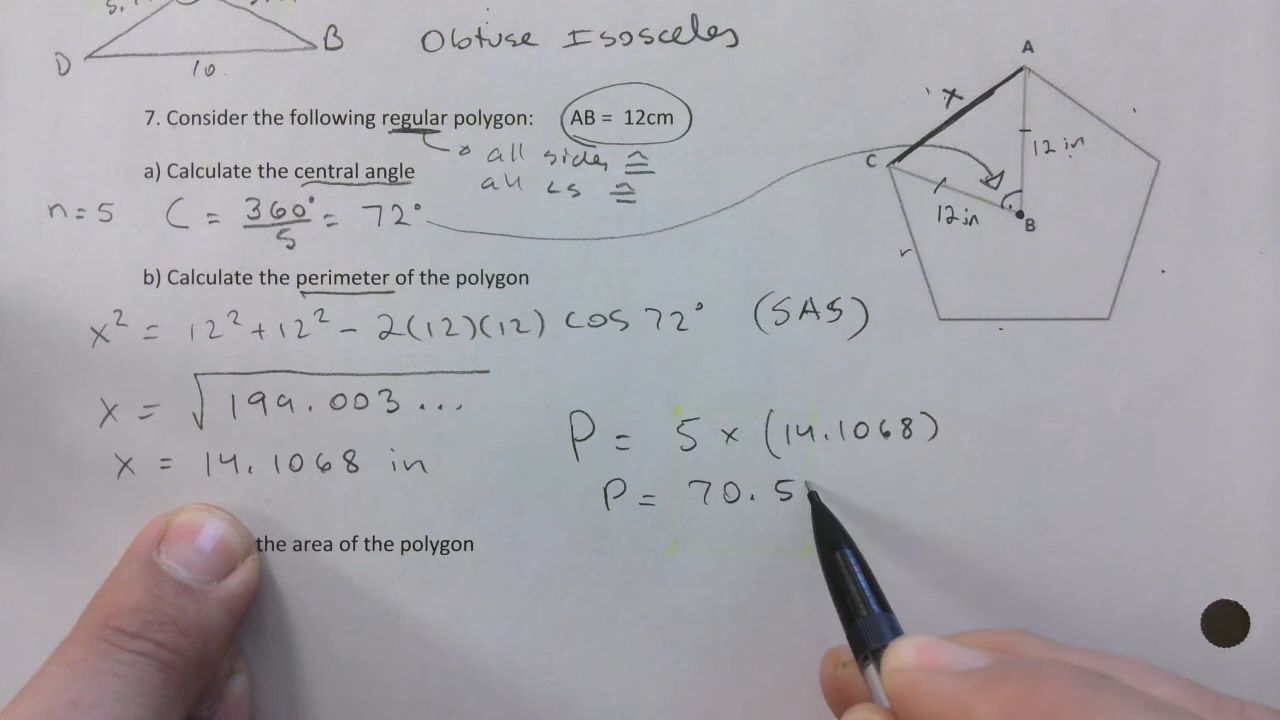 D
B
10
Obtuse Isosceles
7. Consider the following regular polygon: AB = 12cm
all sides ≅
all ∠s ≅
a) Calculate the central angle
n = 5 C = 360°/5 = 72°
A
x
12 in
C
12 in
B
b) Calculate the perimeter of the polygon
x² = 12² + 12² - 2(12)(12) cos 72° (SAS)
x = √199.003...
x = 14.1068 in
P = 5 x (14.1068)
P = 70.5
the area of the polygon